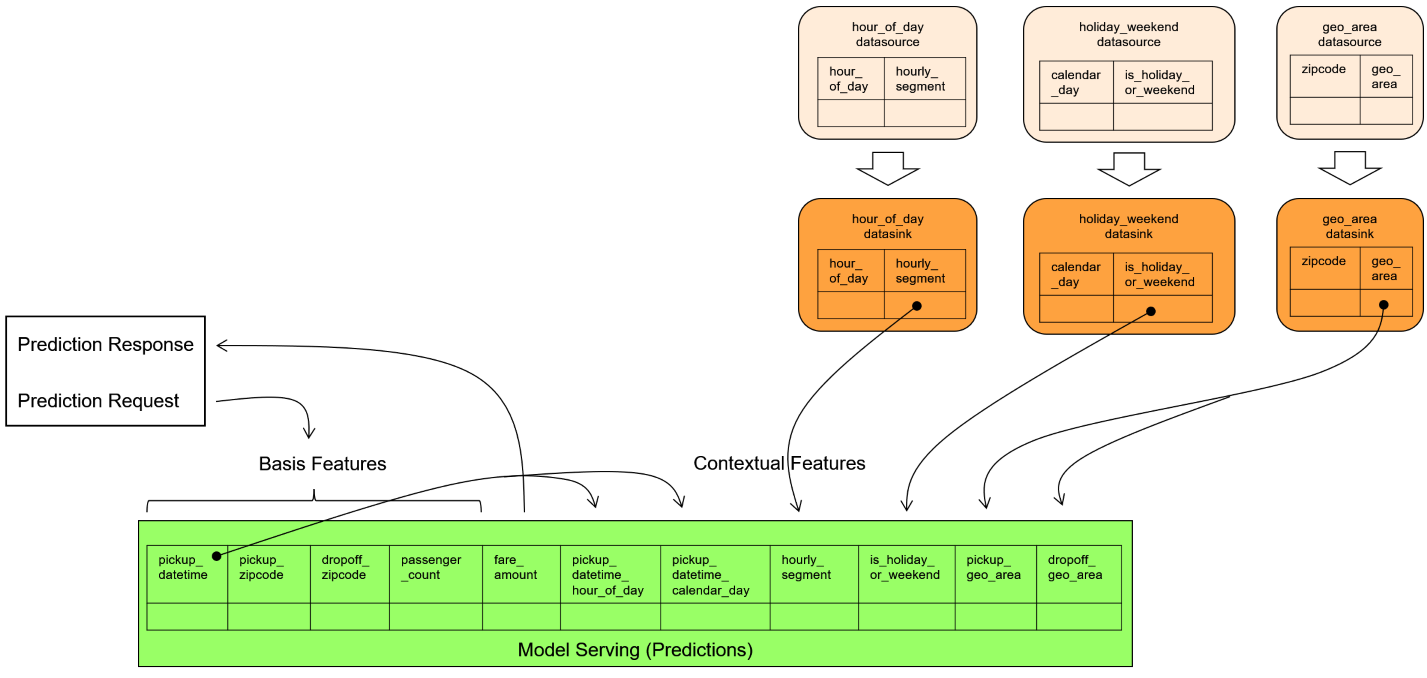 hour_of_day
datasource
hour_
of_day
hourly_
segment
holiday_weekend
datasource
calendar
_day
is_holiday_
or_weekend
geo_area
datasource
zipcode
geo_
area
hour_of_day
datasink
hour_
of_day
hourly_
segment
holiday_weekend
datasink
calendar
_day
is_holiday_
or_weekend
geo_area
datasink
zipcode
geo_
area
Prediction Response
Prediction Request
Basis Features
Contextual Features
pickup_
datetime
pickup_
zipcode
dropoff_
zipcode
passenger
_count
fare_
amount
pickup_
datetime_
hour_of_day
pickup_
datetime_
calendar_day
hourly_
segment
is_holiday_
or_weekend
pickup_
geo_area
dropoff_
geo_area
Model Serving (Predictions)